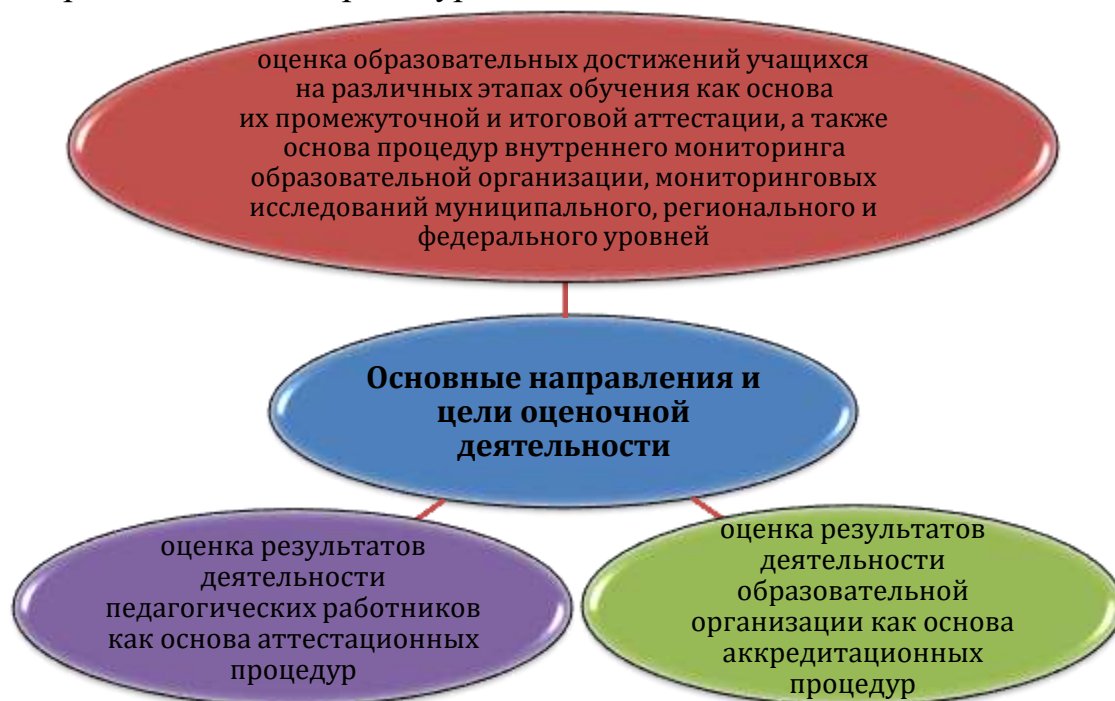 оценка образовательных достижений учащихся
на различных этапах обучения как основа
их промежуточной и итоговой аттестации, а также
основа процедур внутреннего мониторинга
образовательной организации, мониторинговых
исследований муниципального, регионального и
федерального уровней
Основные направления и
цели оценочной
деятельности
оценка результатов
деятельности
педагогических работников
как основа аттестационных
процедур
оценка результатов
деятельности
образовательной
организации как основа
аккредитационных
процедур